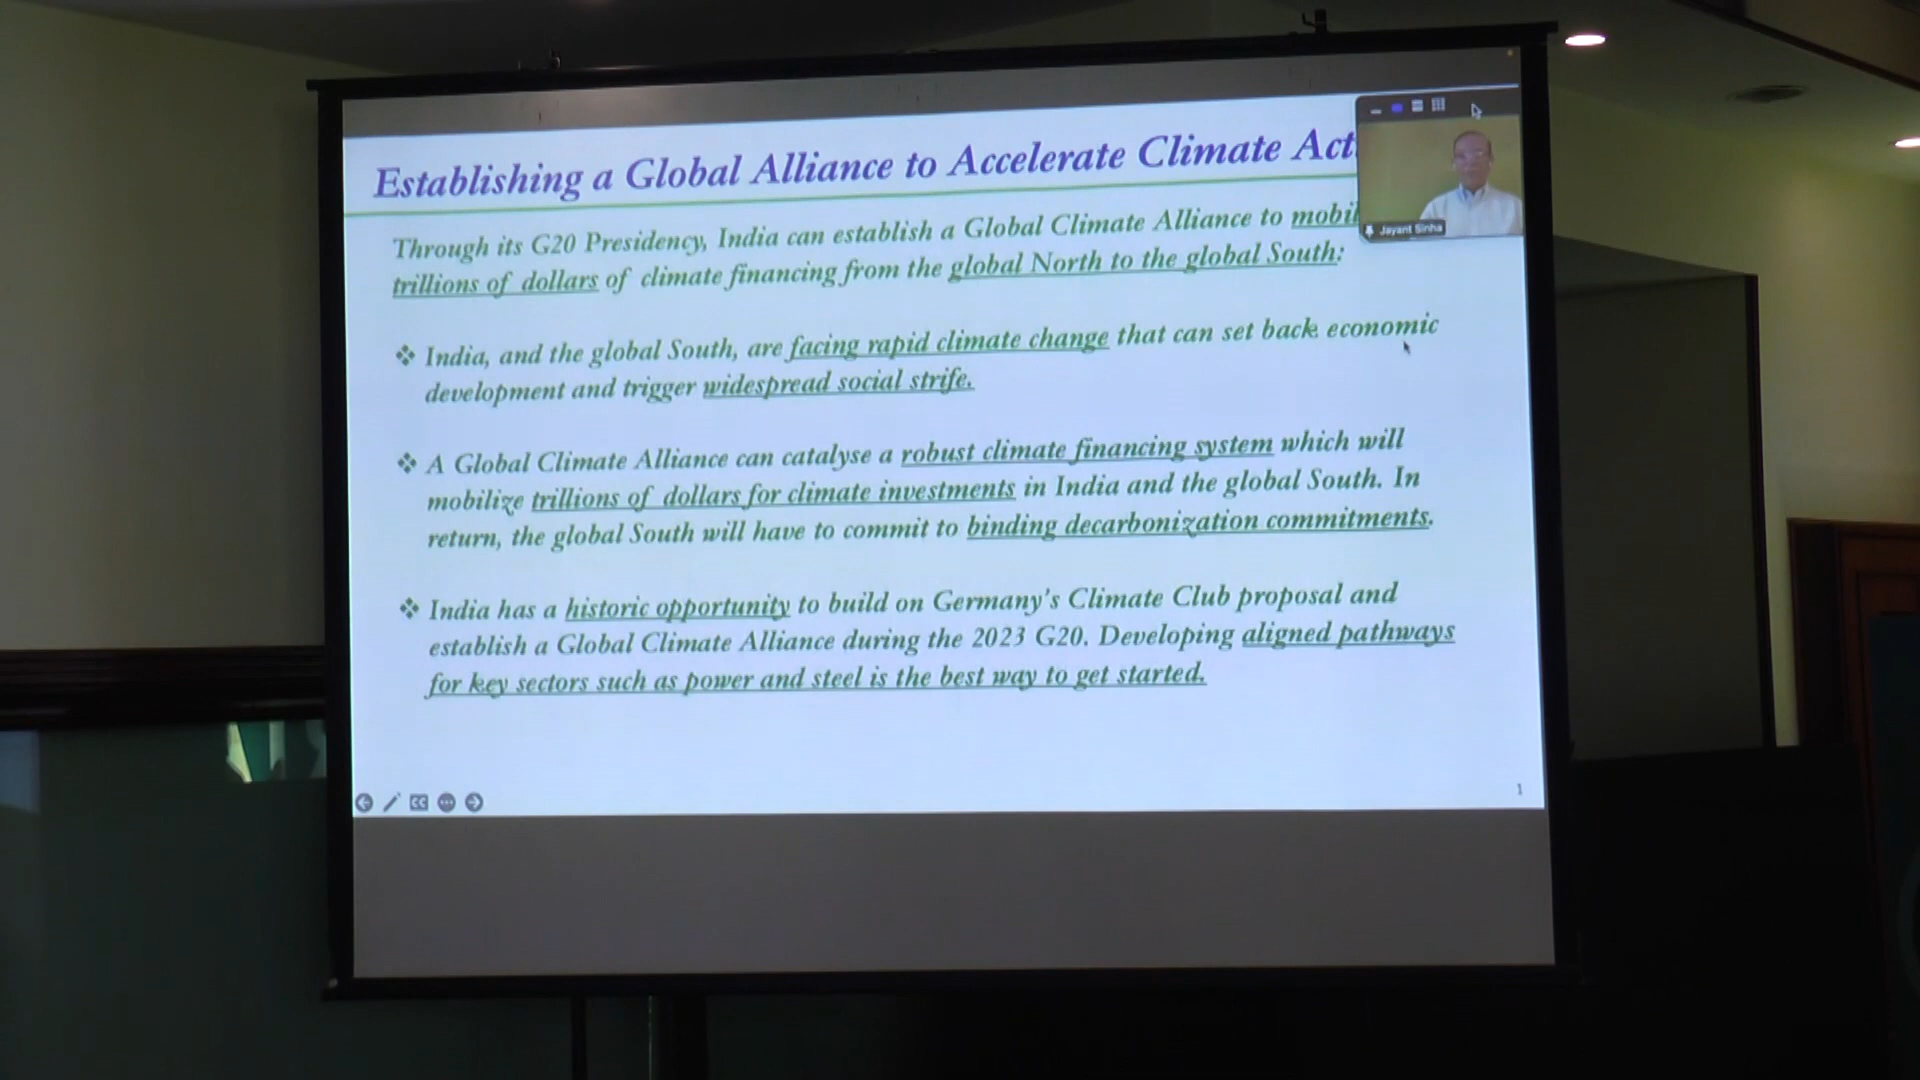 Establishing a Global Alliance to Accelerate Climate Act
Jayant Sinha
Through its G20 Presidency, India can establish a Global Climate Alliance to mobil
trillions of dollars of climate financing from the global North to the global South:
❖ India, and the global South, are facing rapid climate change that can set back economic
development and trigger widespread social strife.
❖ A Global Climate Alliance can catalyse a robust climate financing system which will
mobilize trillions of dollars for climate investments in India and the global South. In
return, the global South will have to commit to binding decarbonization commitments.
❖ India has a historic opportunity to build on Germany's Climate Club proposal and
establish a Global Climate Alliance during the 2023 G20. Developing aligned pathways
for key sectors such as power and steel is the best way to get started.
1
CC